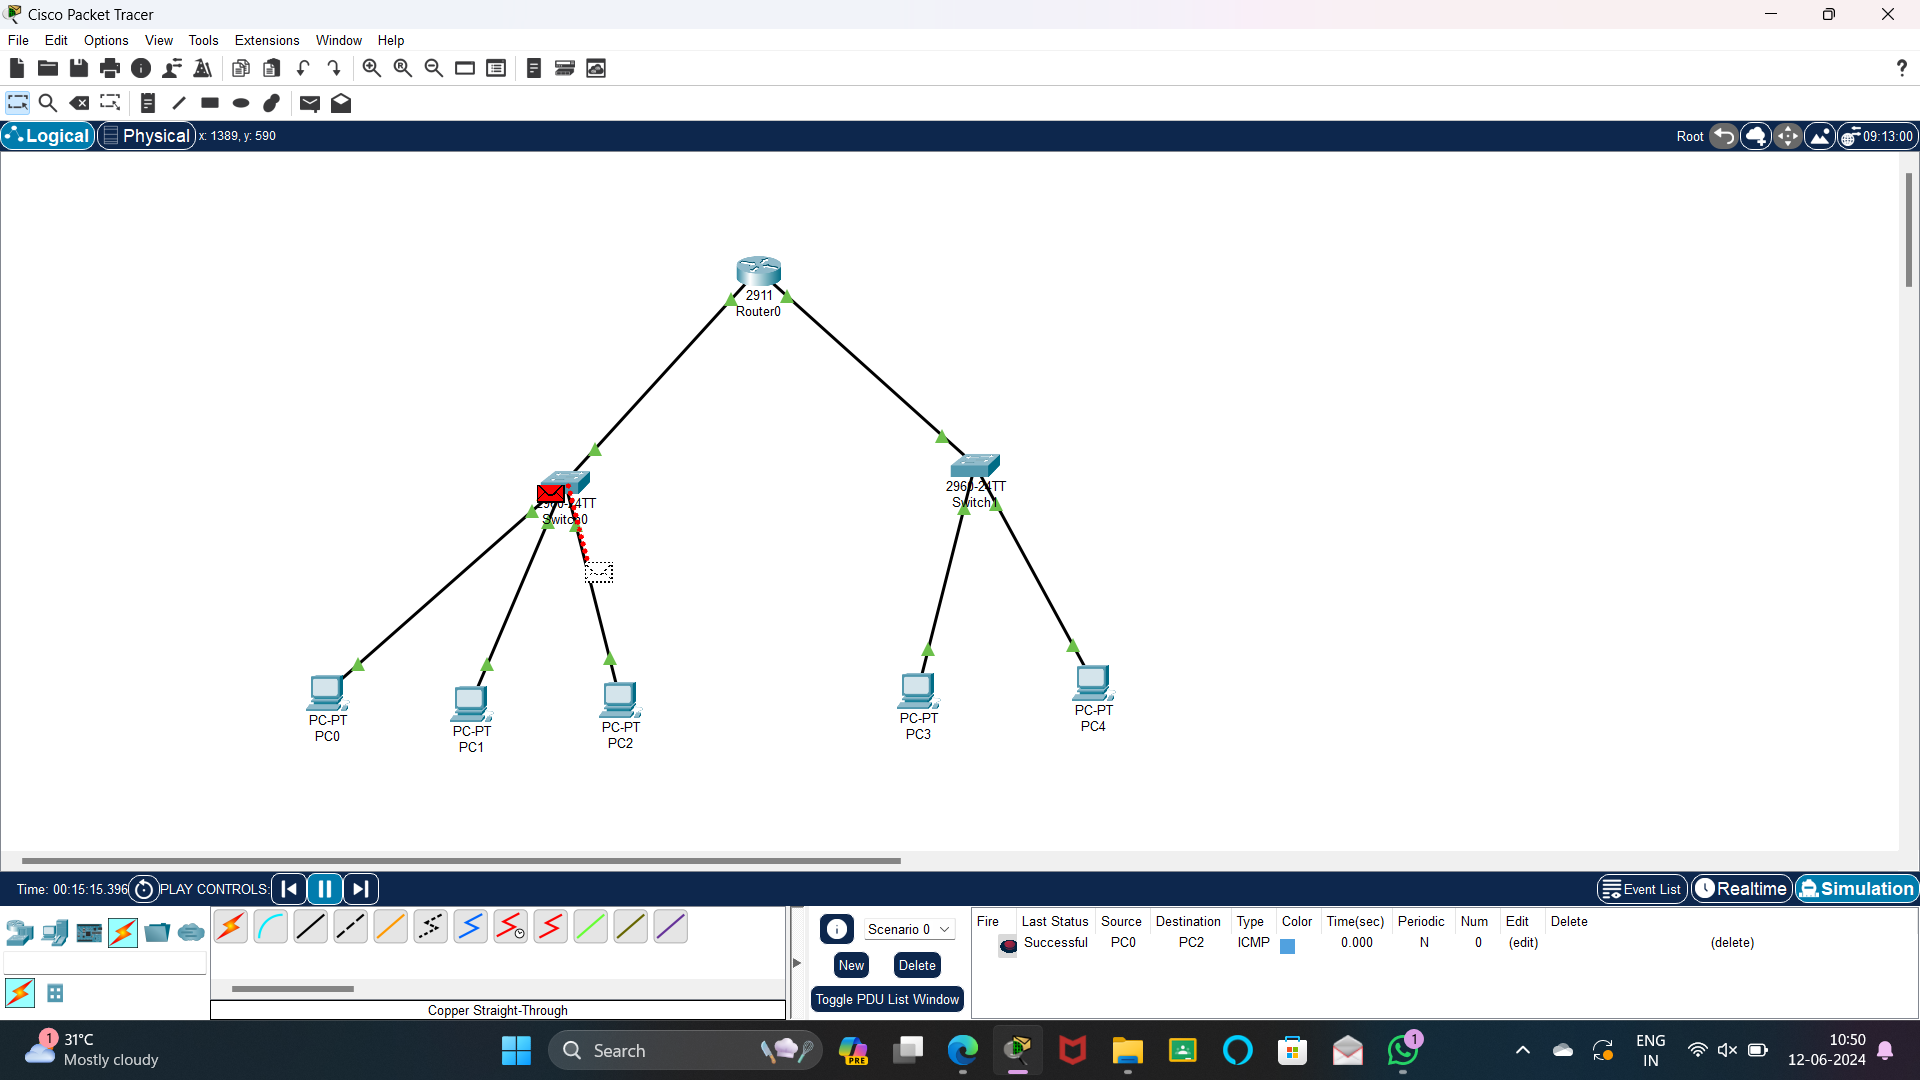 Cisco Packet Tracer
File Edit Options View Tools Extensions Window Help
?
Logical Physical x: 1389, y: 590 Root 09:13:00
2911
Router0
2960-24TT
Switch0
2960-24TT
Switch1
PC-PT
PC0
PC-PT
PC1
PC-PT
PC2
PC-PT
PC3
PC-PT
PC4
Time: 00:15:15.396 PLAY CONTROLS: Event List Realtime Simulation
Scenario 0
New Delete
Toggle PDU List Window
Fire Last Status Source Destination Type Color Time(sec) Periodic Num Edit Delete
Successful PC0 PC2 ICMP 0.000 N 0 (edit) (delete)
Copper Straight-Through
1 31°C
Mostly cloudy
Search
PRE
1
ENG
IN
10:50
12-06-2024